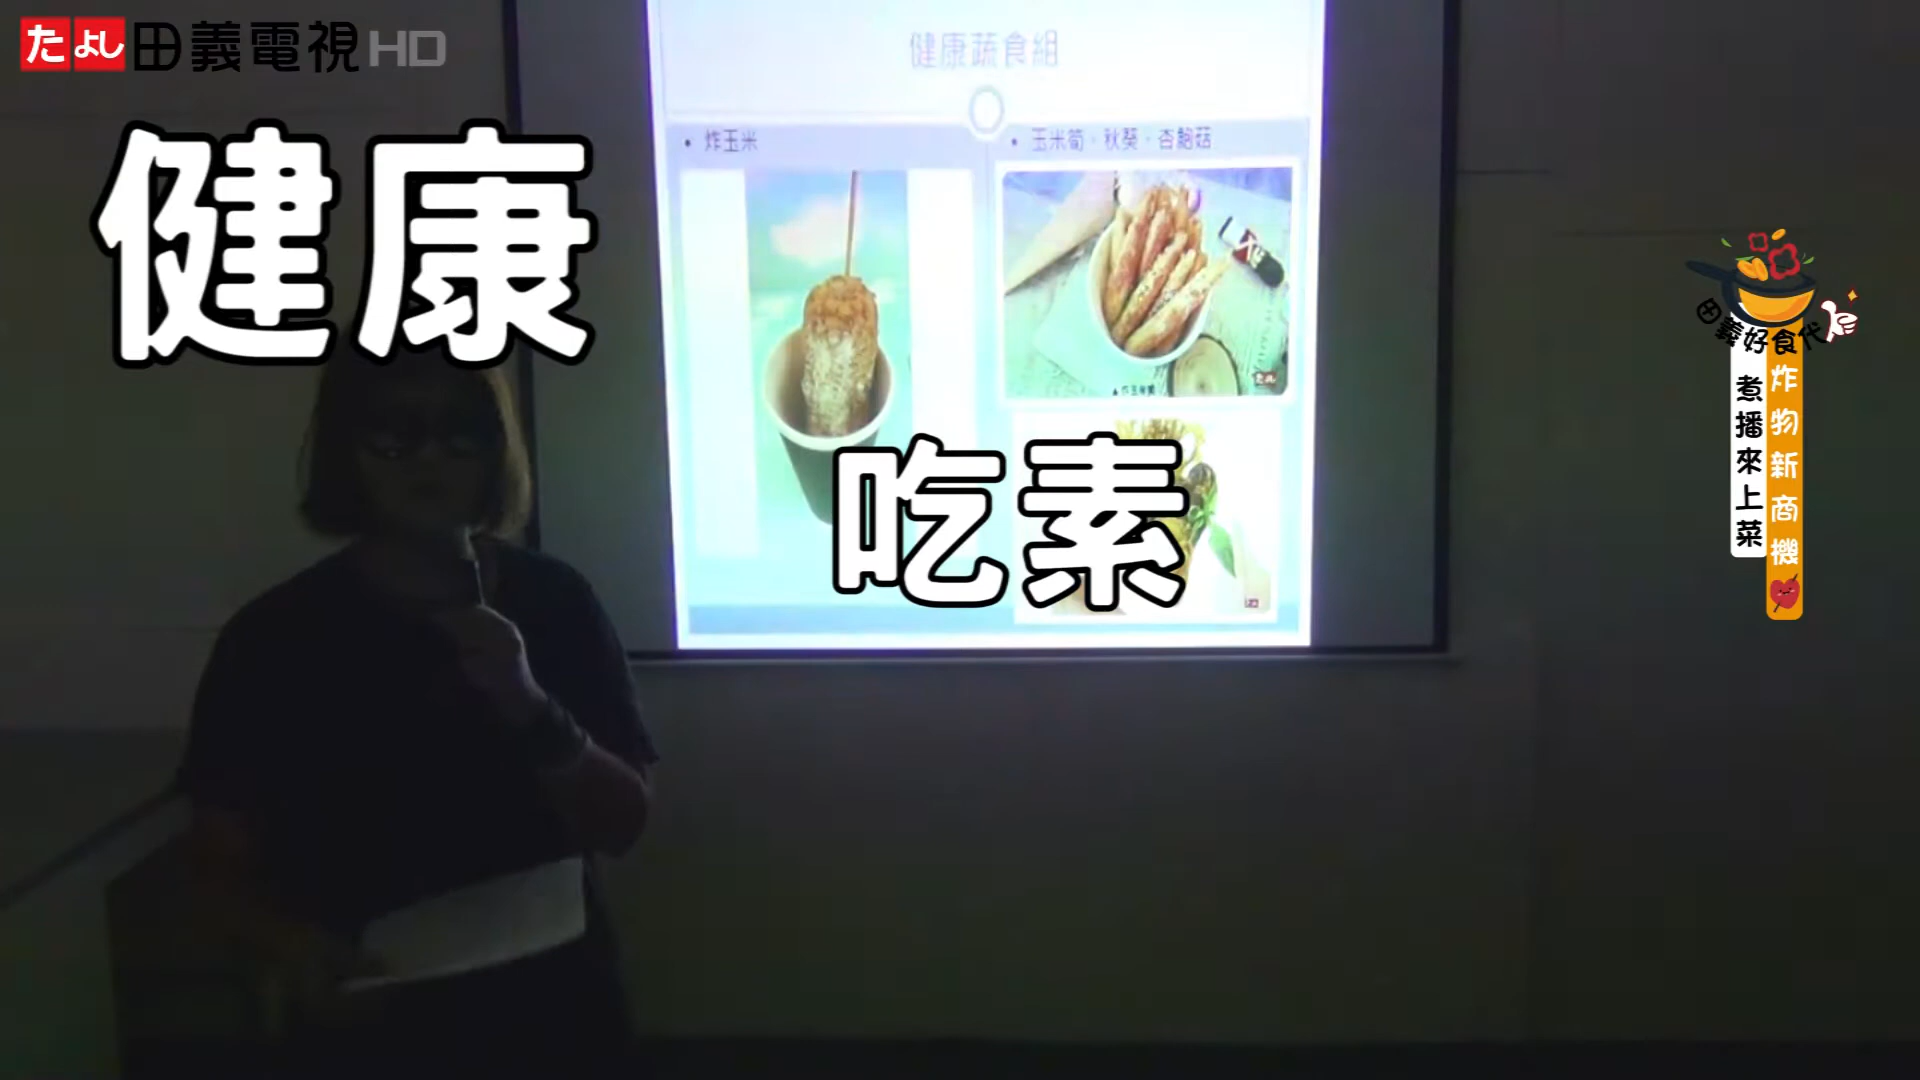 たよし田義電視HD
健康蔬食組
• 炸玉米
• 玉米筍、秋葵、杏鮑菇
健康
吃素
田義好食代
煮播來上菜
炸物新商機